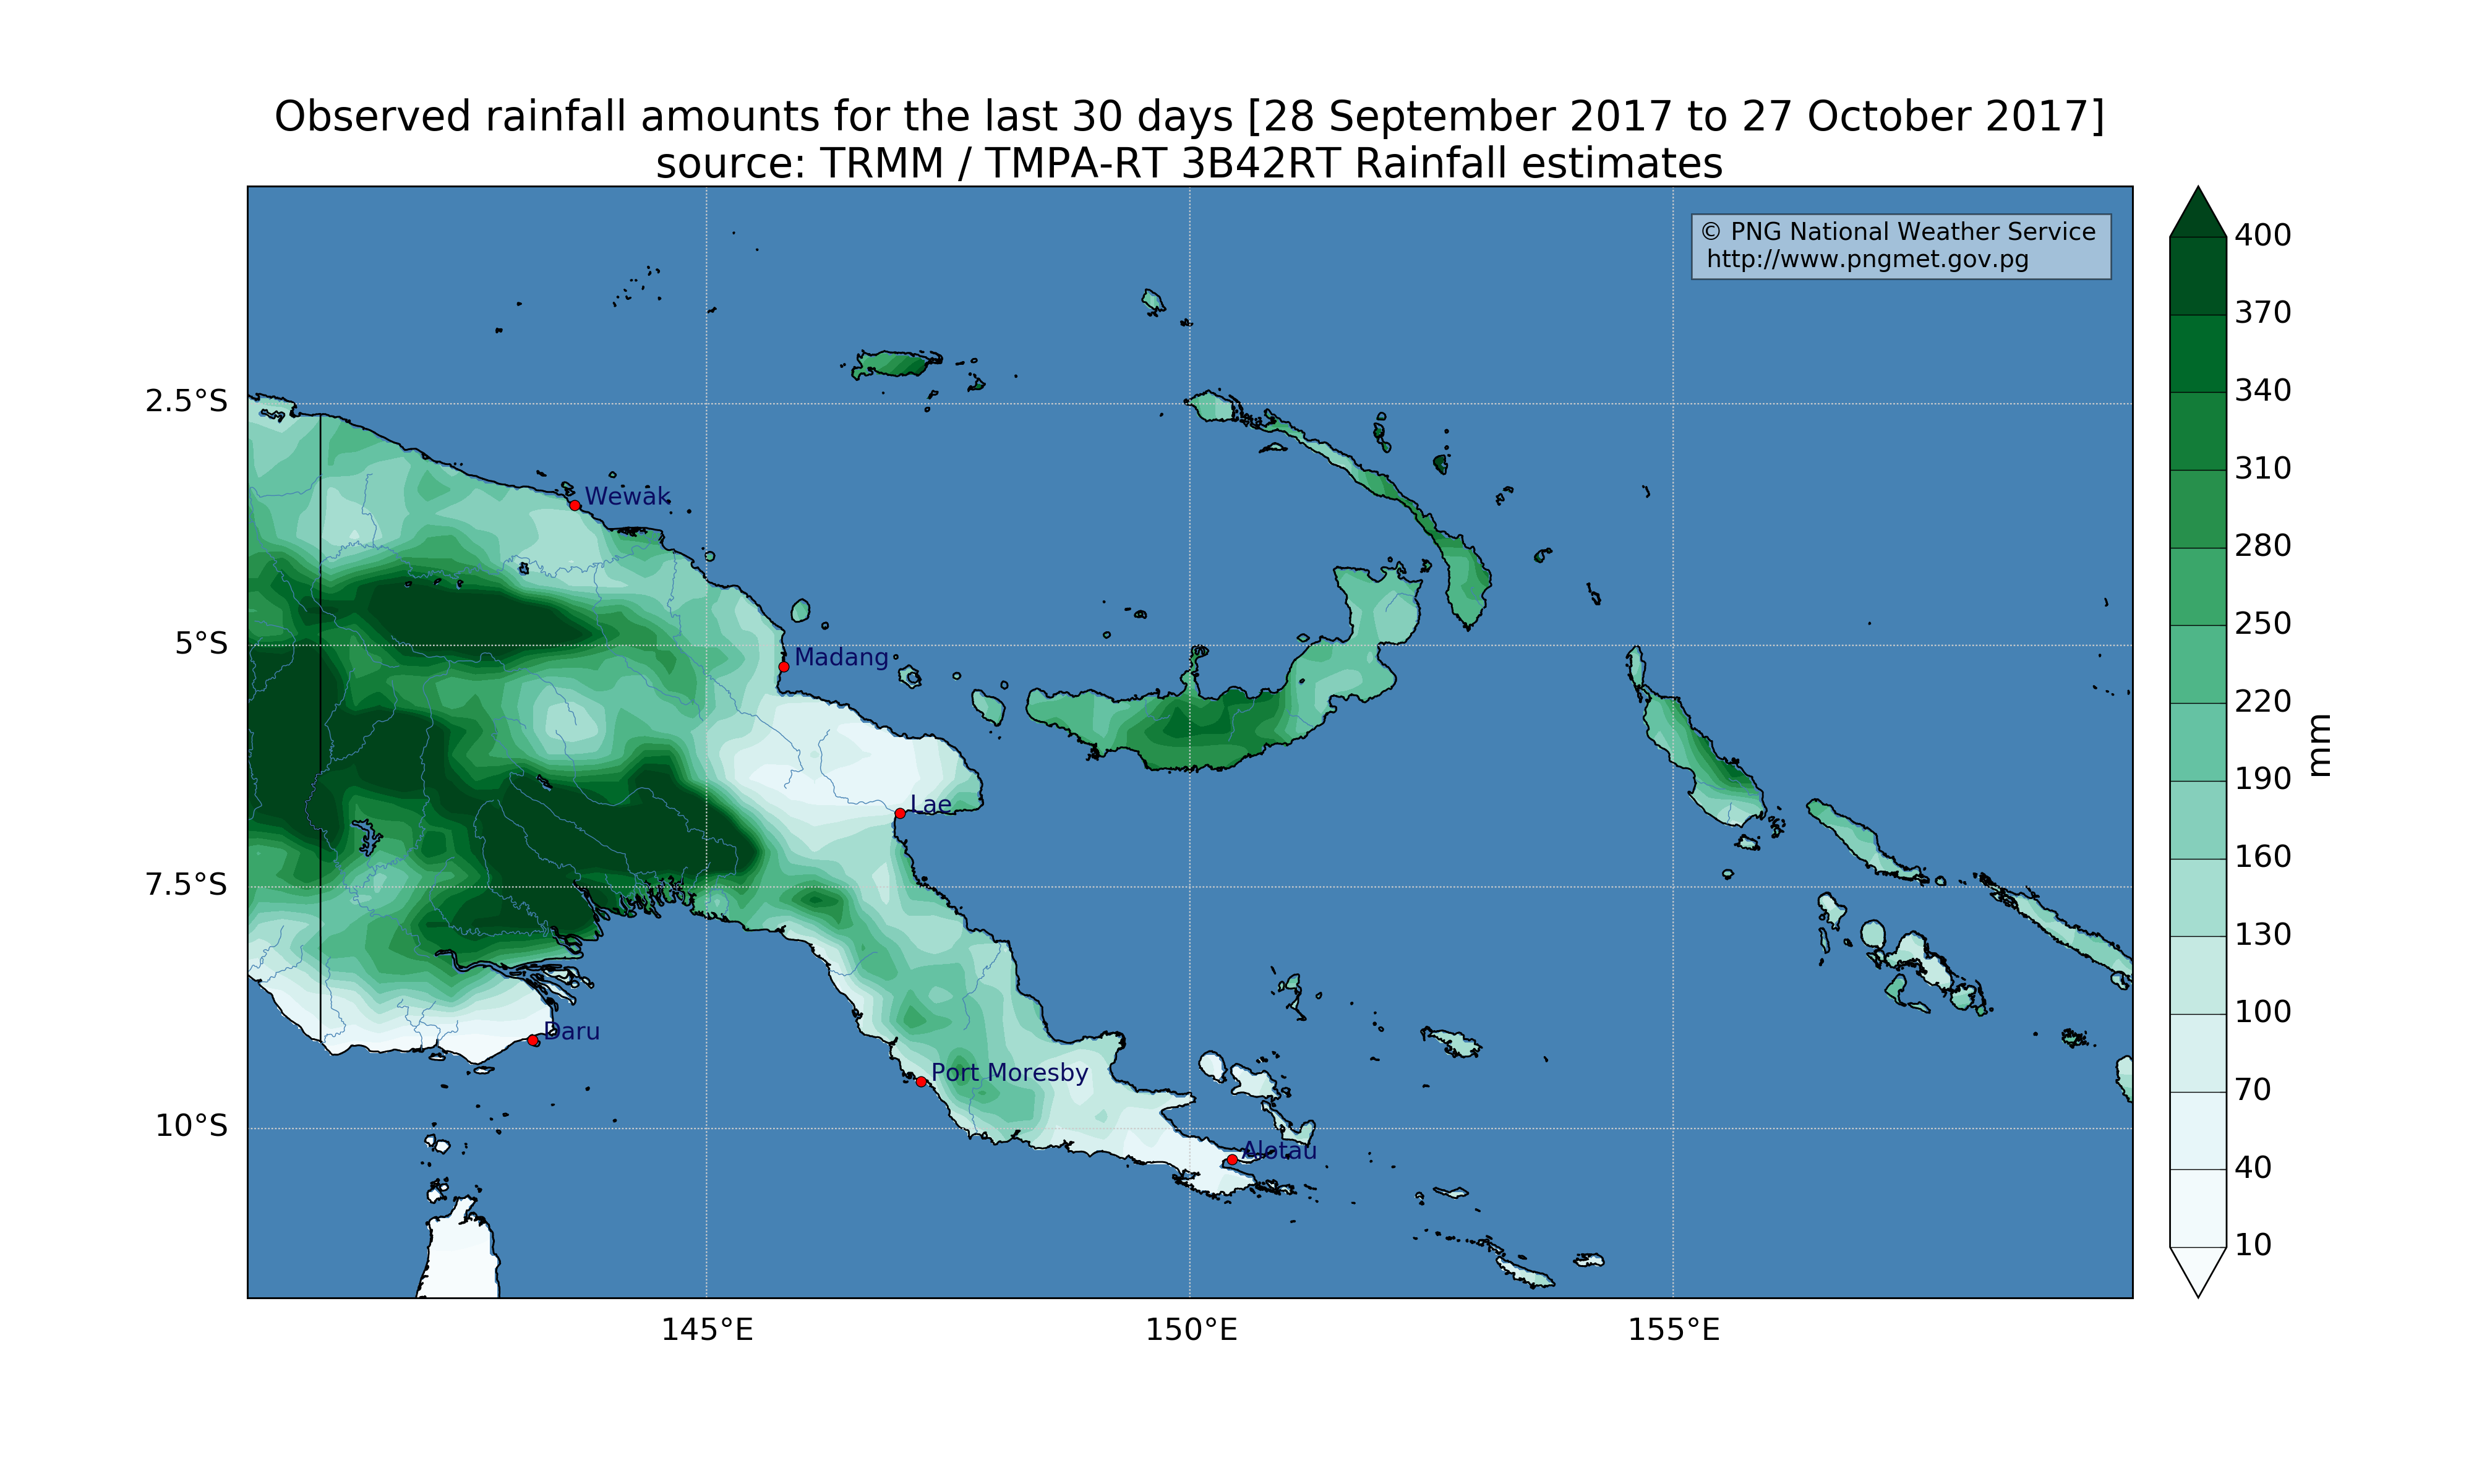 Observed rainfall amounts for the last 30 days [28 September 2017 to 27 October 2017]
source: TRMM / TMPA-RT 3B42RT Rainfall estimates
© PNG National Weather Service
http://www.pngmet.gov.pg
2.5°S
5°S
7.5°S
10°S
Wewak
Madang
Lae
Daru
Port Moresby
Alotau
145°E
150°E
155°E
400
370
340
310
280
250
220
190
160
130
100
70
40
10
mm